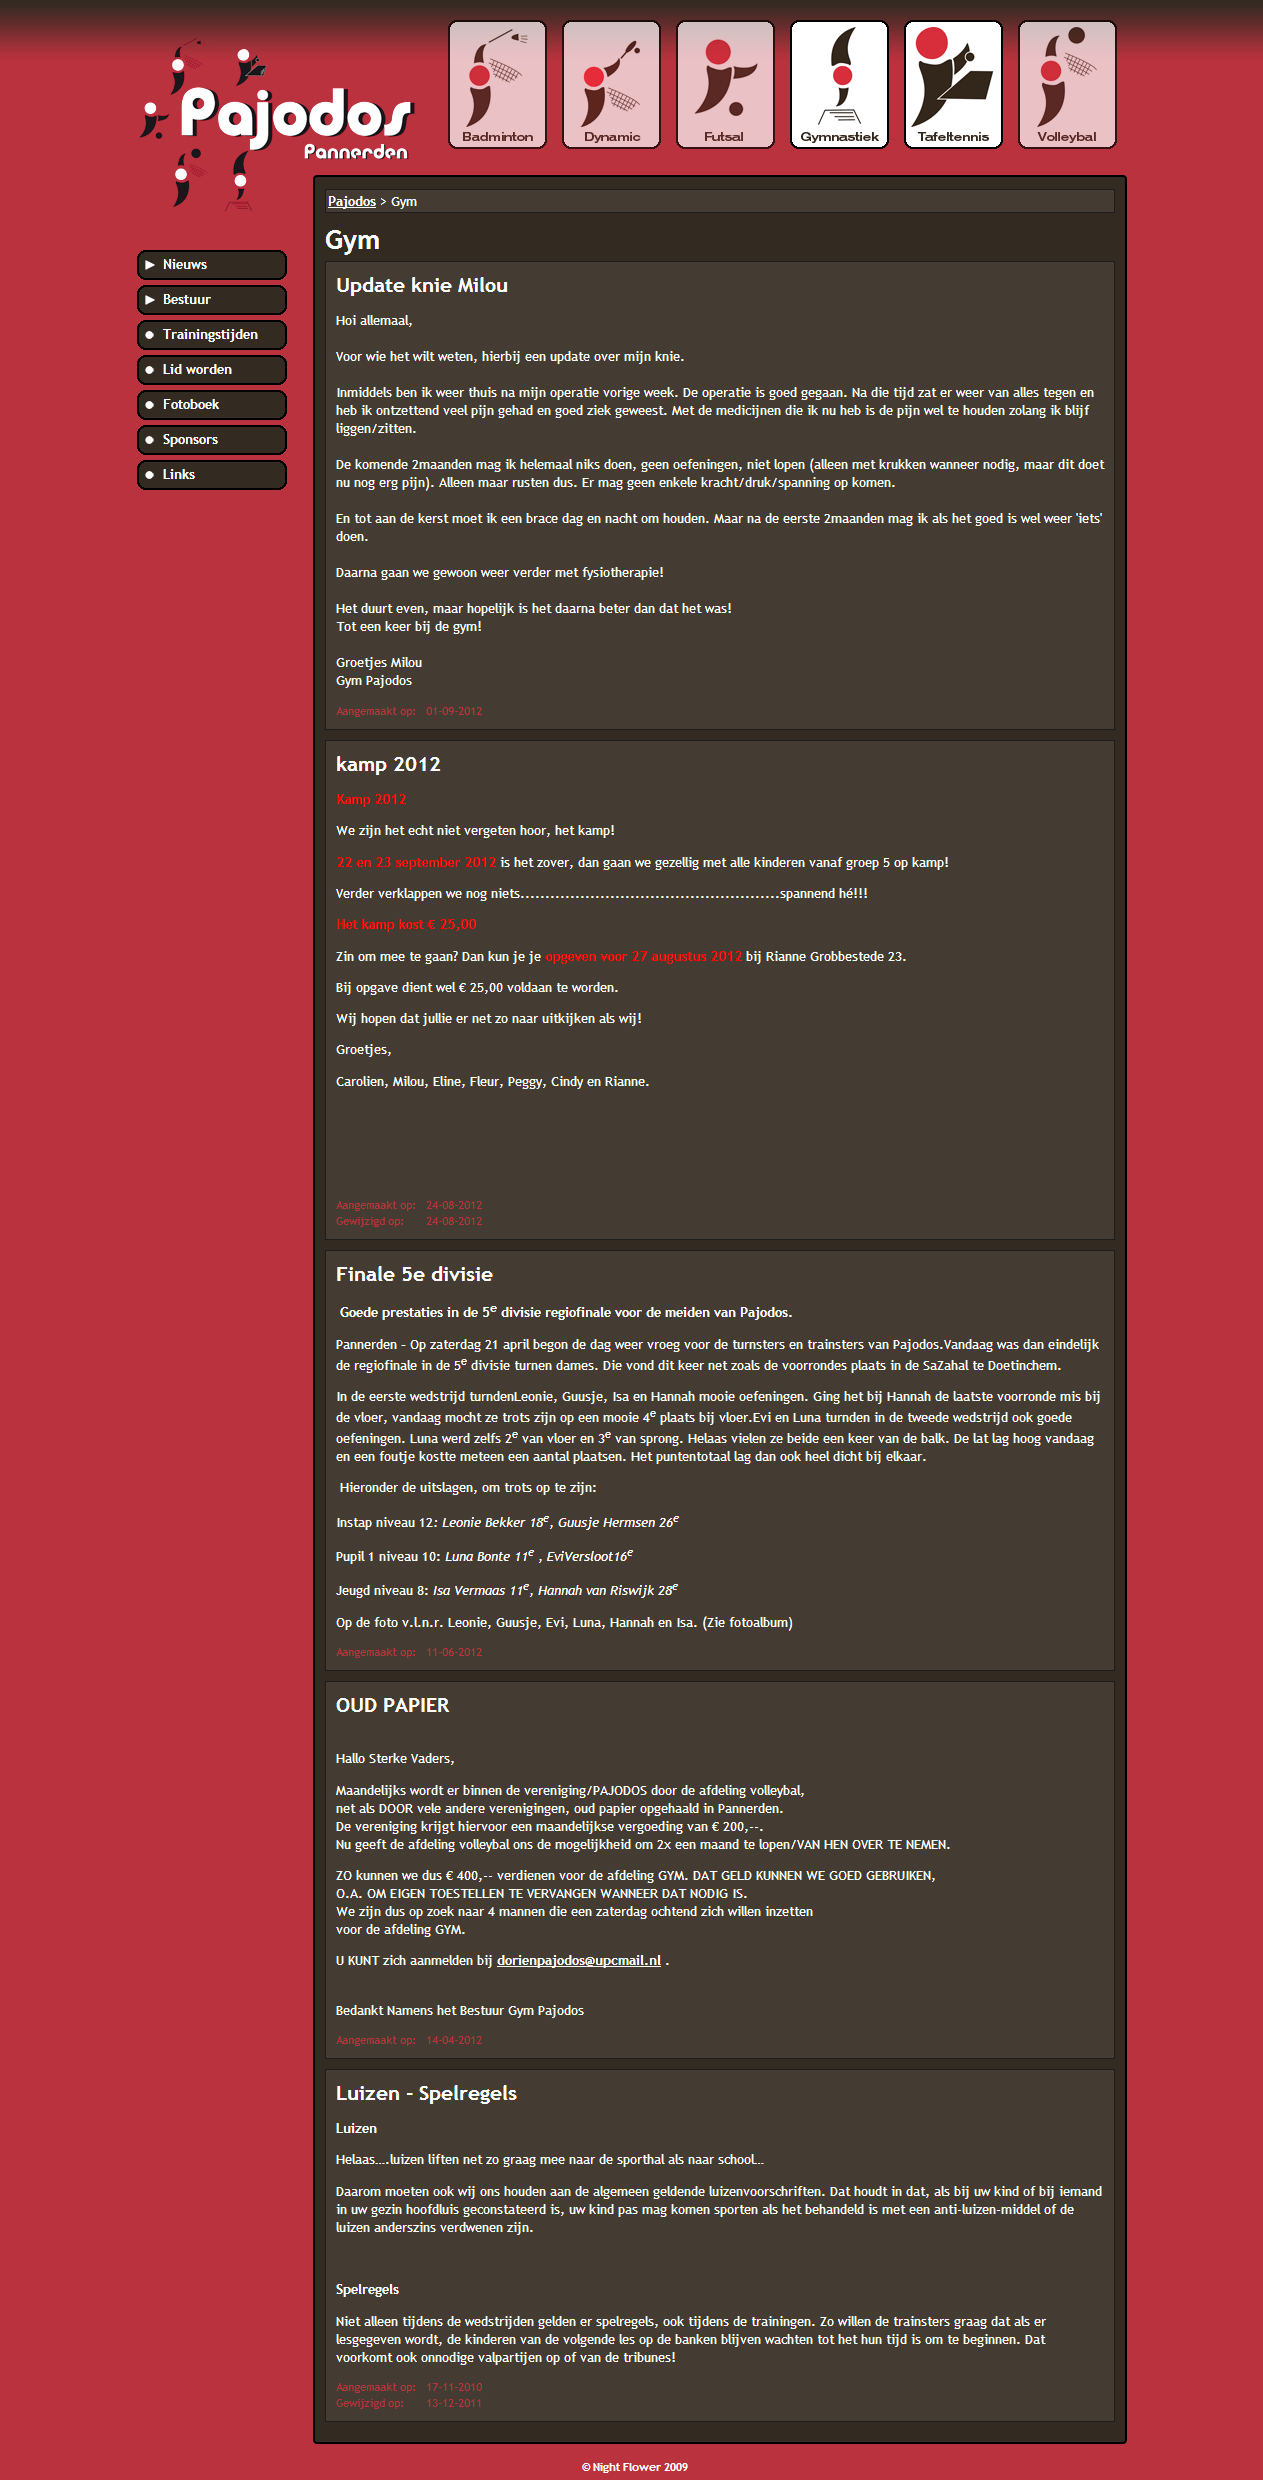 Pajodos
Pannerden
Badminton
Dynamic
Futsal
Gymnastiek
Tafeltennis
Volleybal
Pajodos > Gym
Gym
Nieuws
Bestuur
Trainingstijden
Lid worden
Fotoboek
Sponsors
Links
Update knie Milou
Hoi allemaal,
Voor wie het wilt weten, hierbij een update over mijn knie.
Inmiddels ben ik weer thuis na mijn operatie vorige week. De operatie is goed gegaan. Na die tijd zat er weer van alles tegen en
heb ik ontzettend veel pijn gehad en goed ziek geweest. Met de medicijnen die ik nu heb is de pijn wel te houden zolang ik blijf
liggen/zitten.
De komende 2maanden mag ik helemaal niks doen, geen oefeningen, niet lopen (alleen met krukken wanneer nodig, maar dit doet
nu nog erg pijn). Alleen maar rusten dus. Er mag geen enkele kracht/druk/spanning op komen.
En tot aan de kerst moet ik een brace dag en nacht om houden. Maar na de eerste 2maanden mag ik als het goed is wel weer 'iets'
doen.
Daarna gaan we gewoon weer verder met fysiotherapie!
Het duurt even, maar hopelijk is het daarna beter dan dat het was!
Tot een keer bij de gym!
Groetjes Milou
Gym Pajodos
Aangemaakt op: 01-09-2012
kamp 2012
Kamp 2012
We zijn het echt niet vergeten hoor, het kamp!
22 en 23 september 2012 is het zover, dan gaan we gezellig met alle kinderen vanaf groep 5 op kamp!
Verder verklappen we nog niets....................................................spannend hé!!!
Het kamp kost € 25,00
Zin om mee te gaan? Dan kun je je opgeven voor 27 augustus 2012 bij Rianne Grobbestede 23.
Bij opgave dient wel € 25,00 voldaan te worden.
Wij hopen dat jullie er net zo naar uitkijken als wij!
Groetjes,
Carolien, Milou, Eline, Fleur, Peggy, Cindy en Rianne.
Aangemaakt op: 24-08-2012
Gewijzigd op: 24-08-2012
Finale 5e divisie
Goede prestaties in de 5e divisie regiofinale voor de meiden van Pajodos.
Pannerden – Op zaterdag 21 april begon de dag weer vroeg voor de turnsters en trainsters van Pajodos.Vandaag was dan eindelijk
de regiofinale in de 5e divisie turnen dames. Die vond dit keer net zoals de voorrondes plaats in de SaZahal te Doetinchem.
In de eerste wedstrijd turndenLeonie, Guusje, Isa en Hannah mooie oefeningen. Ging het bij Hannah de laatste voorronde mis bij
de vloer, vandaag mocht ze trots zijn op een mooie 4e plaats bij vloer.Evi en Luna turnden in de tweede wedstrijd ook goede
oefeningen. Luna werd zelfs 2e van vloer en 3e van sprong. Helaas vielen ze beide een keer van de balk. De lat lag hoog vandaag
en een foutje kostte meteen een aantal plaatsen. Het puntentotaal lag dan ook heel dicht bij elkaar.
Hieronder de uitslagen, om trots op te zijn:
Instap niveau 12: Leonie Bekker 18e, Guusje Hermsen 26e
Pupil 1 niveau 10: Luna Bonte 11e , EviVersloot16e
Jeugd niveau 8: Isa Vermaas 11e, Hannah van Riswijk 28e
Op de foto v.l.n.r. Leonie, Guusje, Evi, Luna, Hannah en Isa. (Zie fotoalbum)
Aangemaakt op: 11-06-2012
OUD PAPIER
Hallo Sterke Vaders,
Maandelijks wordt er binnen de vereniging/PAJODOS door de afdeling volleybal,
net als DOOR vele andere verenigingen, oud papier opgehaald in Pannerden.
De vereniging krijgt hiervoor een maandelijkse vergoeding van € 200,--.
Nu geeft de afdeling volleybal ons de mogelijkheid om 2x een maand te lopen/VAN HEN OVER TE NEMEN.
ZO kunnen we dus € 400,-- verdienen voor de afdeling GYM. DAT GELD KUNNEN WE GOED GEBRUIKEN,
O.A. OM EIGEN TOESTELLEN TE VERVANGEN WANNEER DAT NODIG IS.
We zijn dus op zoek naar 4 mannen die een zaterdag ochtend zich willen inzetten
voor de afdeling GYM.
U KUNT zich aanmelden bij dorienpajodos@upcmail.nl .
Bedankt Namens het Bestuur Gym Pajodos
Aangemaakt op: 14-04-2012
Luizen - Spelregels
Luizen
Helaas....luizen liften net zo graag mee naar de sporthal als naar school...
Daarom moeten ook wij ons houden aan de algemeen geldende luizenvoorschriften. Dat houdt in dat, als bij uw kind of bij iemand
in uw gezin hoofdluis geconstateerd is, uw kind pas mag komen sporten als het behandeld is met een anti-luizen-middel of de
luizen anderszins verdwenen zijn.
Spelregels
Niet alleen tijdens de wedstrijden gelden er spelregels, ook tijdens de trainingen. Zo willen de trainsters graag dat als er
lesgegeven wordt, de kinderen van de volgende les op de banken blijven wachten tot het hun tijd is om te beginnen. Dat
voorkomt ook onnodige valpartijen op of van de tribunes!
Aangemaakt op: 17-11-2010
Gewijzigd op: 13-12-2011
© Night Flower 2009